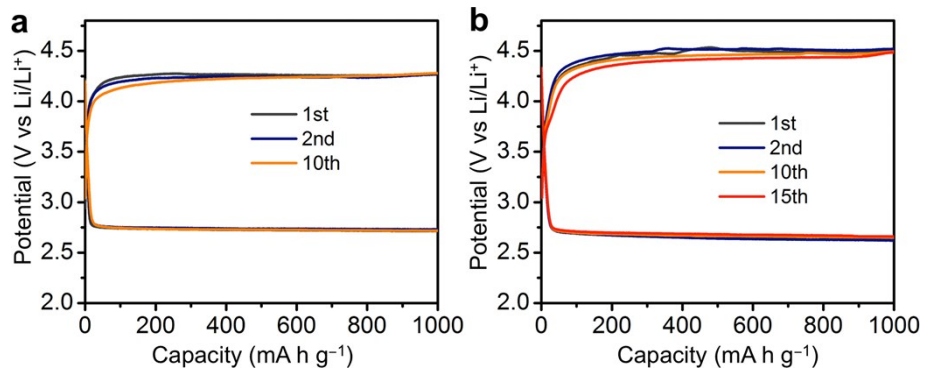 a
Potential (V vs Li/Li⁺)
4.5
4.0
3.5
3.0
2.5
2.0
1st
2nd
10th
0 200 400 600 800 1000
Capacity (mA h g⁻¹)
b
Potential (V vs Li/Li⁺)
4.5
4.0
3.5
3.0
2.5
2.0
1st
2nd
10th
15th
0 200 400 600 800 1000
Capacity (mA h g⁻¹)